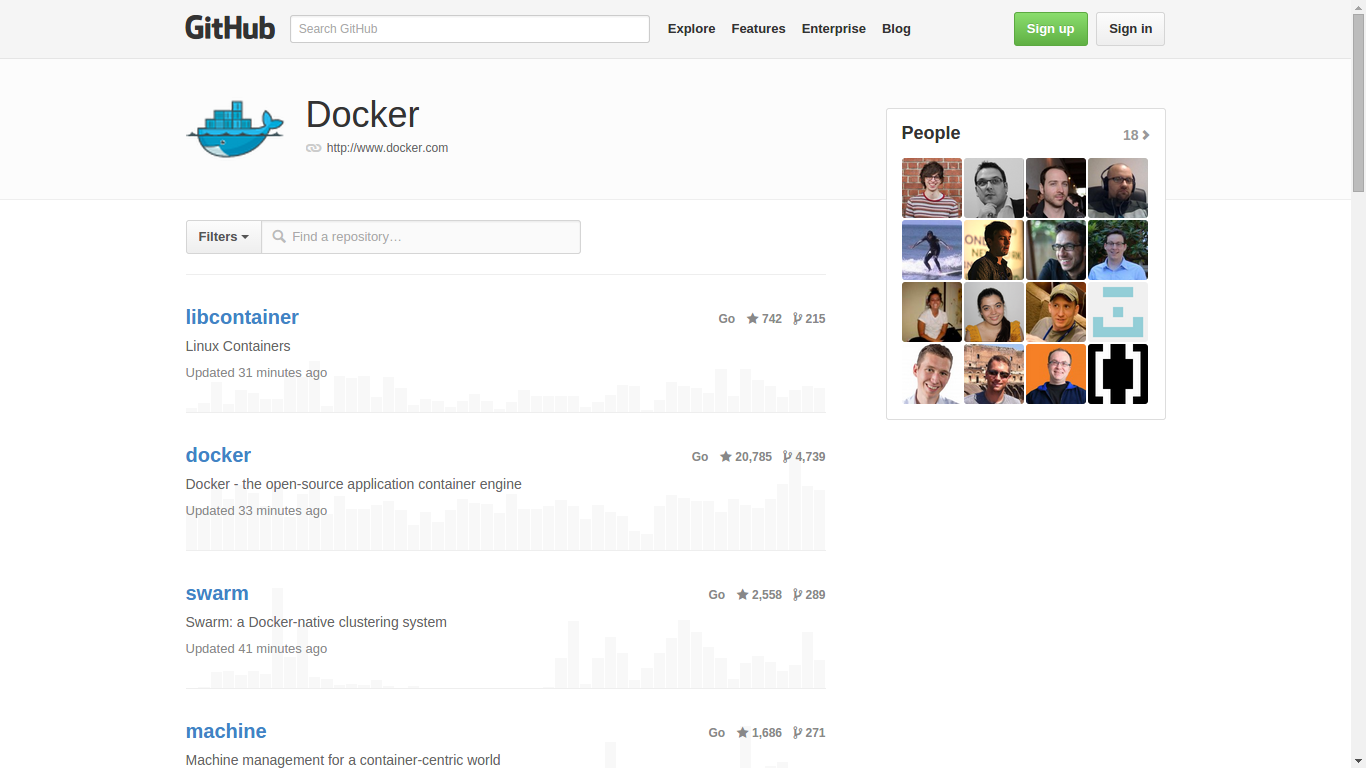 GitHub
Search GitHub
Explore Features Enterprise Blog
Sign up
Sign in
Docker
http://www.docker.com
People
18
Filters
Find a repository…
libcontainer
Go 742 215
Linux Containers
Updated 31 minutes ago
docker
Go 20,785 4,739
Docker - the open-source application container engine
Updated 33 minutes ago
swarm
Go 2,558 289
Swarm: a Docker-native clustering system
Updated 41 minutes ago
machine
Go 1,686 271
Machine management for a container-centric world